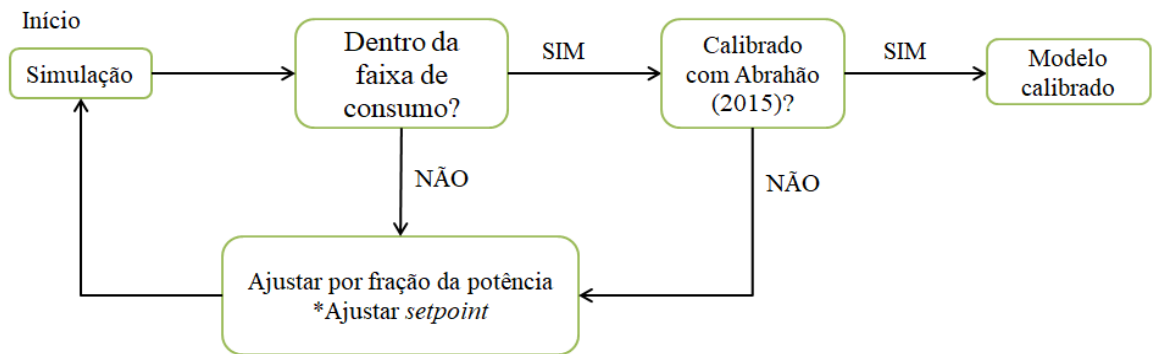 Início
Simulação
Dentro da
faixa de
consumo?
SIM
Calibrado
com Abrahão
(2015)?
SIM
Modelo
calibrado
NÃO
NÃO
Ajustar por fração da potência
*Ajustar setpoint